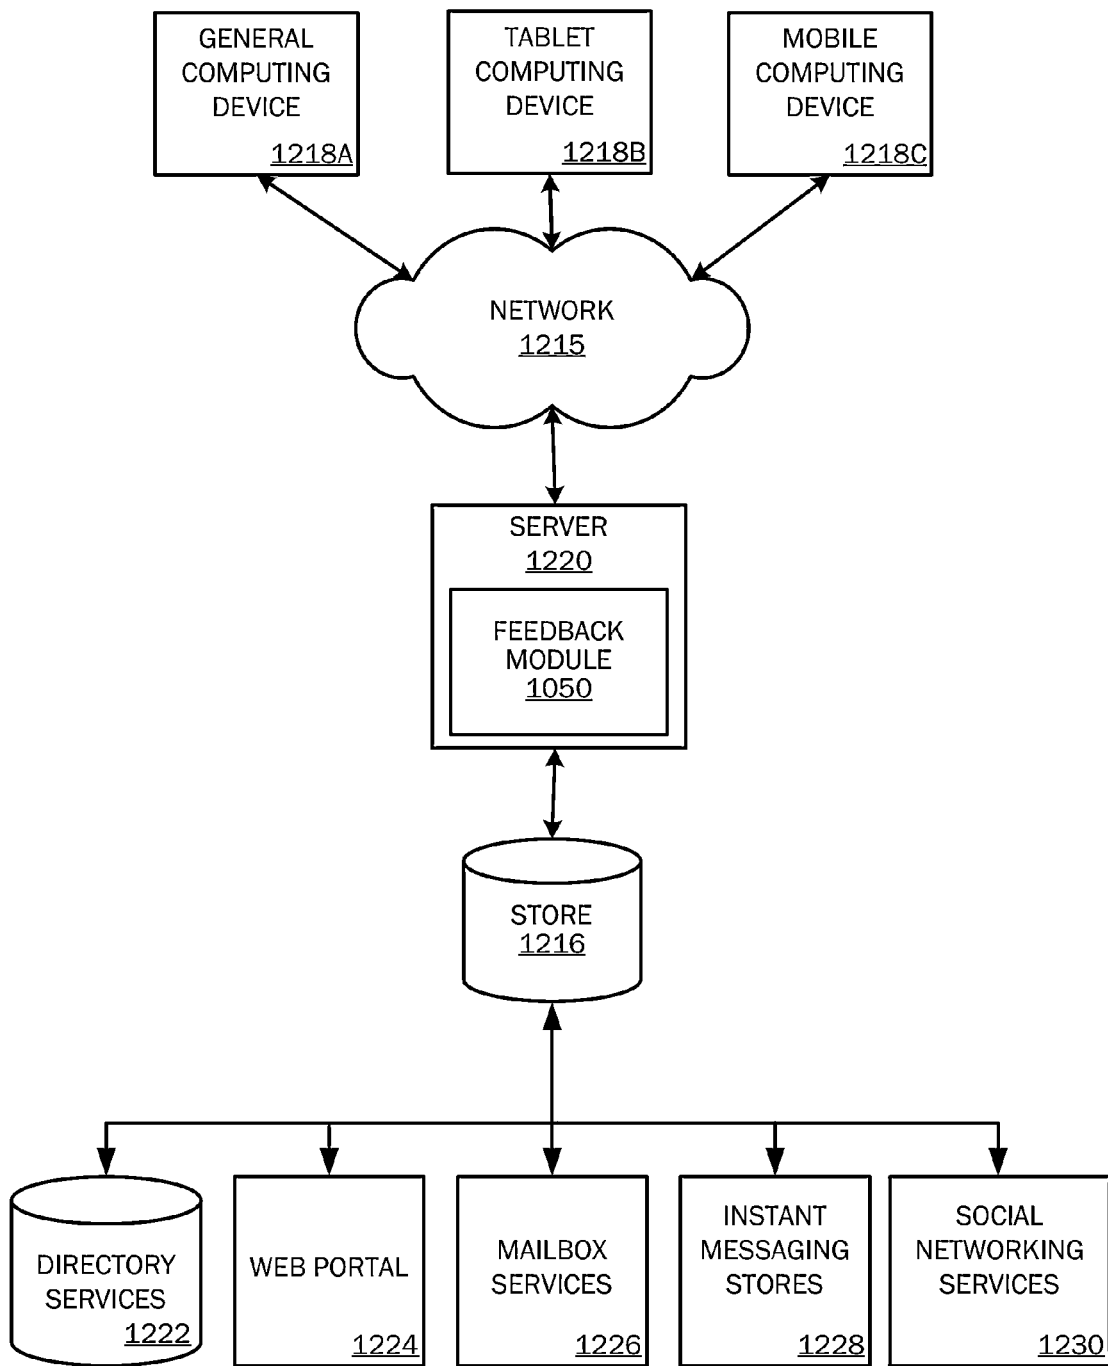 GENERAL
COMPUTING
DEVICE
1218A
TABLET
COMPUTING
DEVICE
1218B
MOBILE
COMPUTING
DEVICE
1218C
NETWORK
1215
SERVER
1220
FEEDBACK
MODULE
1050
STORE
1216
DIRECTORY
SERVICES
1222
WEB PORTAL
1224
MAILBOX
SERVICES
1226
INSTANT
MESSAGING
STORES
1228
SOCIAL
NETWORKING
SERVICES
1230